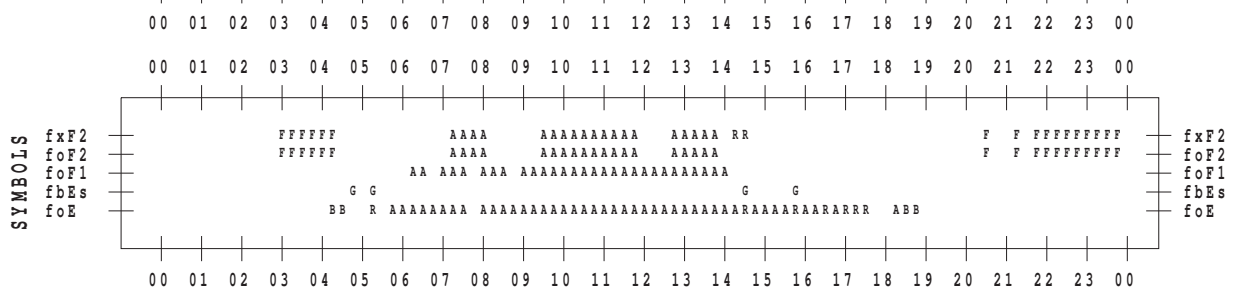 00 01 02 03 04 05 06 07 08 09 10 11 12 13 14 15 16 17 18 19 20 21 22 23 00
00 01 02 03 04 05 06 07 08 09 10 11 12 13 14 15 16 17 18 19 20 21 22 23 00
SYMBOLS
fxF2 FFFFFF AAAA AAAAAAAAAA AAAAA RR F F FFFFFFFFF fxF2
foF2 FFFFFF AAAA AAAAAAAAAA AAAAA F F FFFFFFFFF foF2
foF1 AA AAA AAA AAAAAAAAAAAAAAAAAAAAA foF1
fbEs G G G G fbEs
foE BB R AAAAAAAA AAAAAAAAAAAAAAAAAAAAAAAAAARAAAARAARARRR ABB foE
00 01 02 03 04 05 06 07 08 09 10 11 12 13 14 15 16 17 18 19 20 21 22 23 00